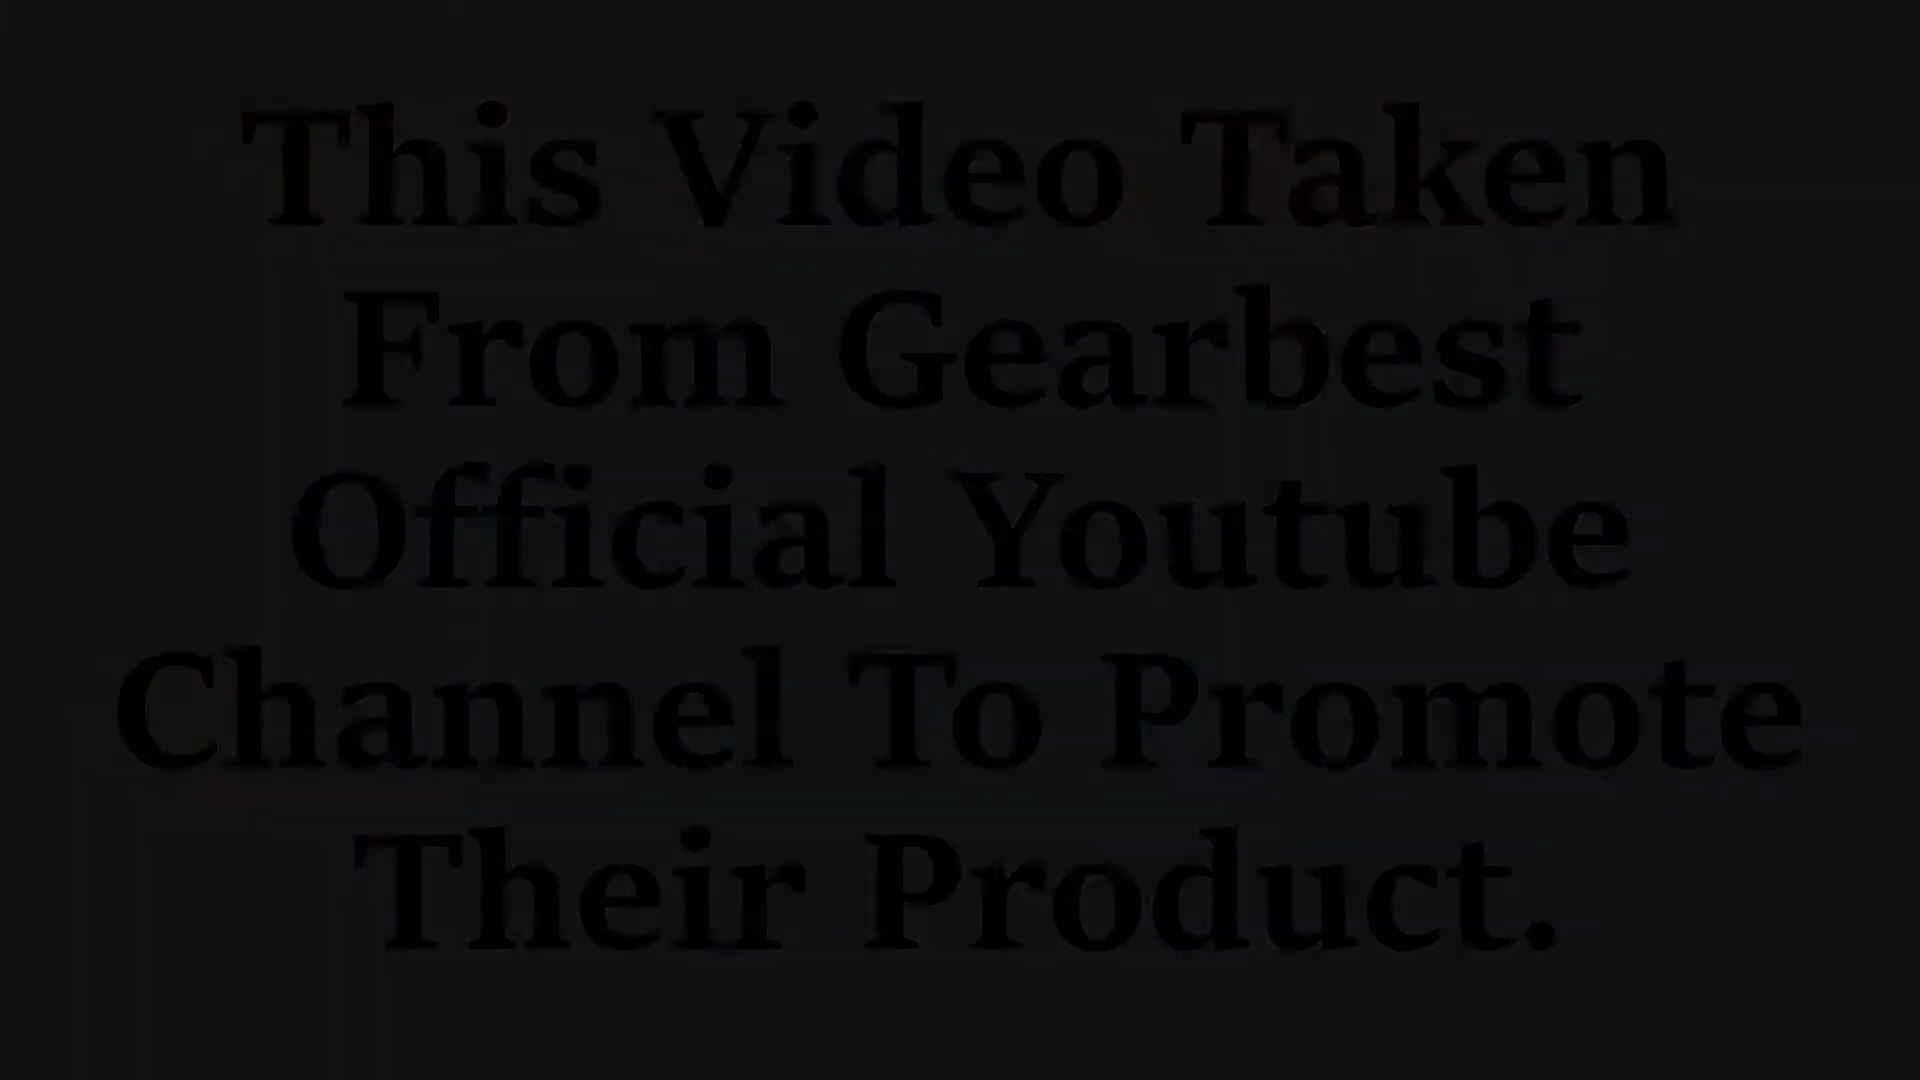 This Video Taken
From Gearbest
Official Youtube
Channel To Promote
Their Product.